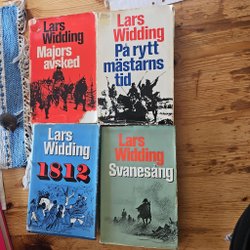 Lars
Widding
Majors
avsked
Lars
Widding
På rytt
mästarns
tid
Lars
Widding
1812
Lars
Widding
Svanesång